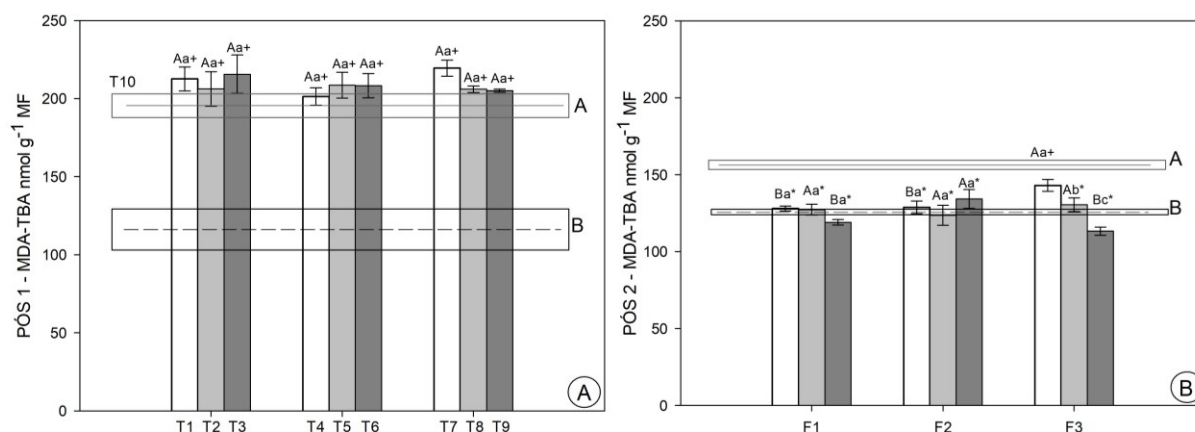 250
200
150
100
50
0
PÓS 1 - MDA-TBA nmol g⁻¹ MF
T10
Aa+
Aa+
Aa+
Aa+
Aa+
Aa+
Aa+
Aa+ Aa+
A
B
A
T1 T2 T3 T4 T5 T6 T7 T8 T9
250
200
150
100
50
0
PÓS 2 - MDA-TBA nmol g⁻¹ MF
Aa+
A
Ba* Aa* Ba*
Ba* Aa* Aa*
Ab*
Bc*
B
B
F1 F2 F3